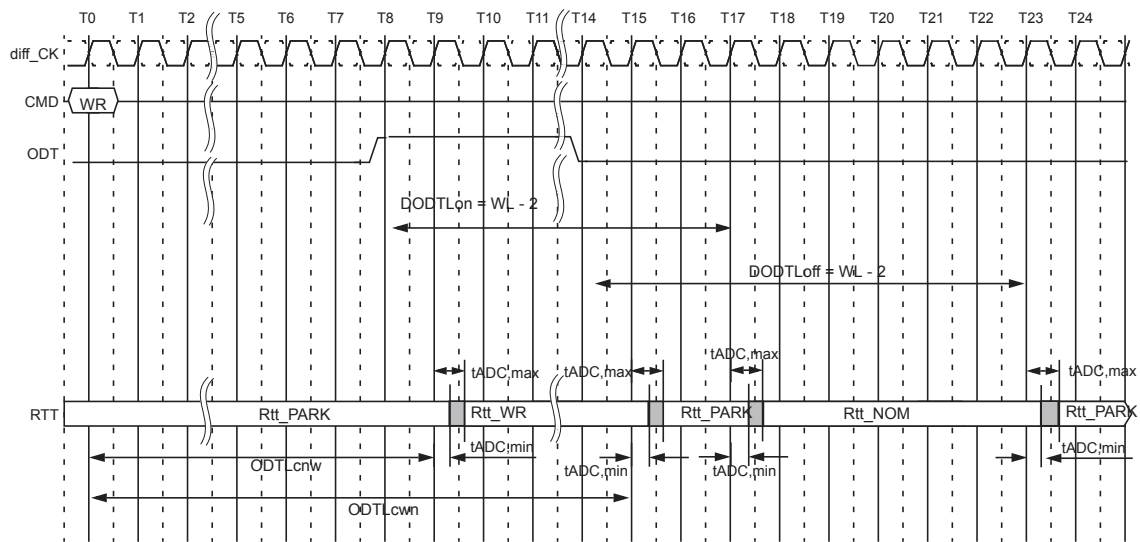 T0 T1 T2 T5 T6 T7 T8 T9 T10 T11 T14 T15 T16 T17 T18 T19 T20 T21 T22 T23 T24
diff_CK
CMD WR
ODT
DODTLon = WL - 2
DODTLoff = WL - 2
tADC,max tADC,max tADC,max tADC,max
RTT Rtt_PARK Rtt_WR Rtt_PARK Rtt_NOM Rtt_PARK
ODTLcnw tADC,min tADC,min tADC,min tADC,min
ODTLcwn